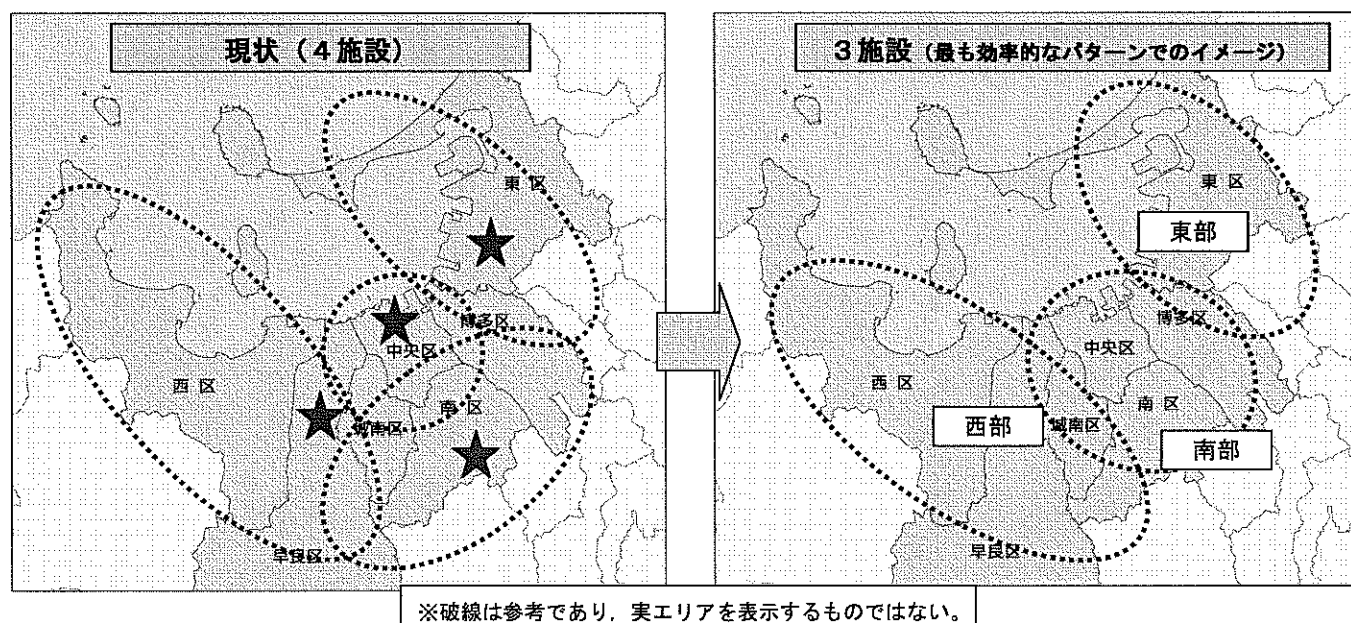 現状（４施設）
東 区
博多区
中央区
西 区
南 区
城南区
早良区
３施設（最も効率的なパターンでのイメージ）
東 区
東部
博多区
中央区
西 区
南 区
西部
城南区
南部
早良区
※破線は参考であり，実エリアを表示するものではない。